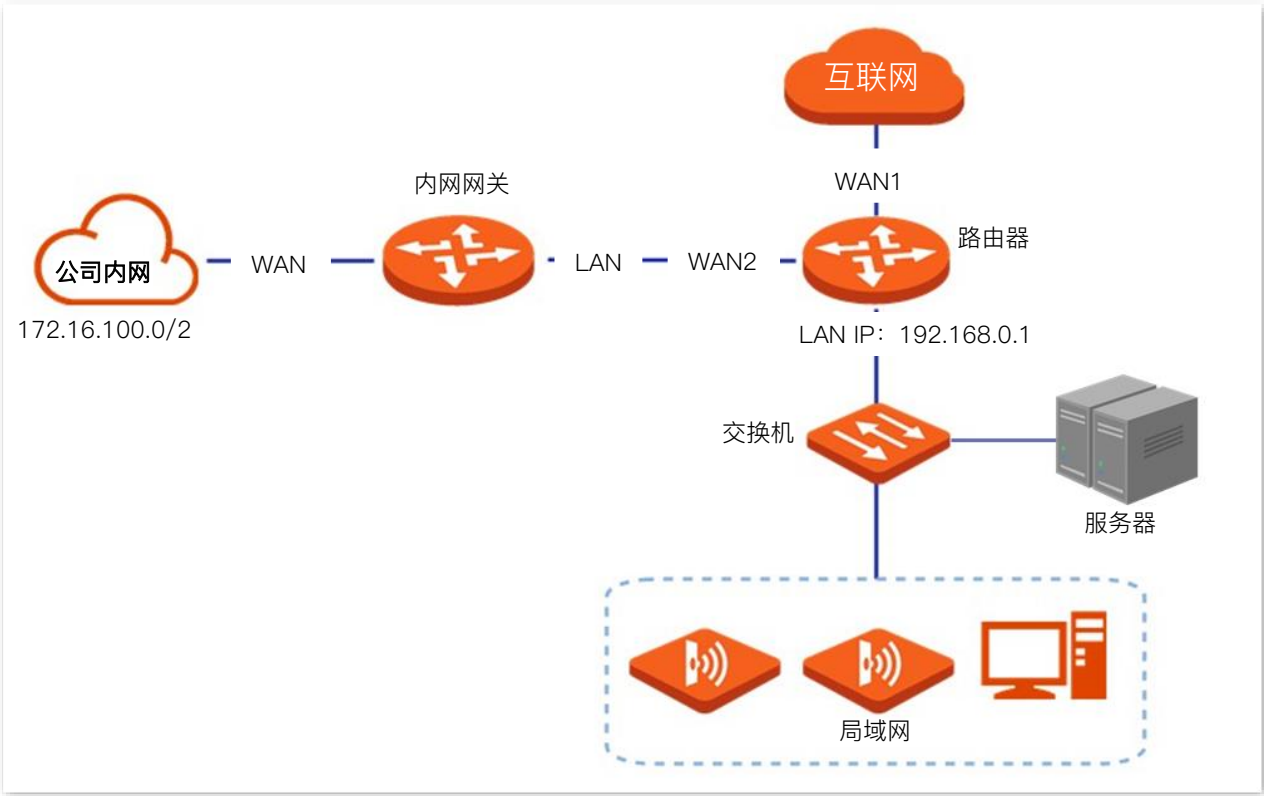 互联网
WAN1
内网网关
路由器
公司内网
WAN
LAN
WAN2
172.16.100.0/2
LAN IP：192.168.0.1
交换机
服务器
局域网